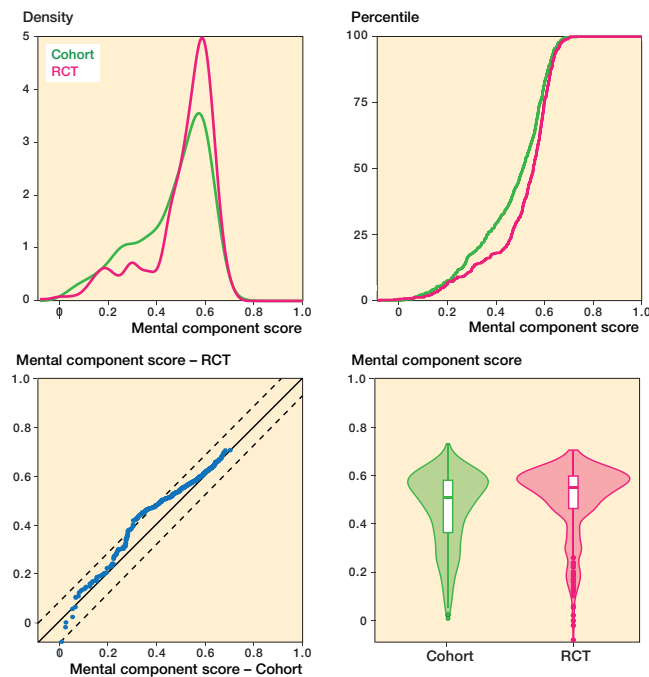 Density
5
Cohort
RCT
4
3
2
1
0
0 0.2 0.4 0.6 0.8 1.0
Mental component score
Percentile
100
75
50
25
0
0 0.2 0.4 0.6 0.8 1.0
Mental component score
Mental component score – RCT
1.0
0.8
0.6
0.4
0.2
0
0 0.2 0.4 0.6 0.8 1.0
Mental component score – Cohort
Mental component score
1.0
0.8
0.6
0.4
0.2
0
Cohort RCT